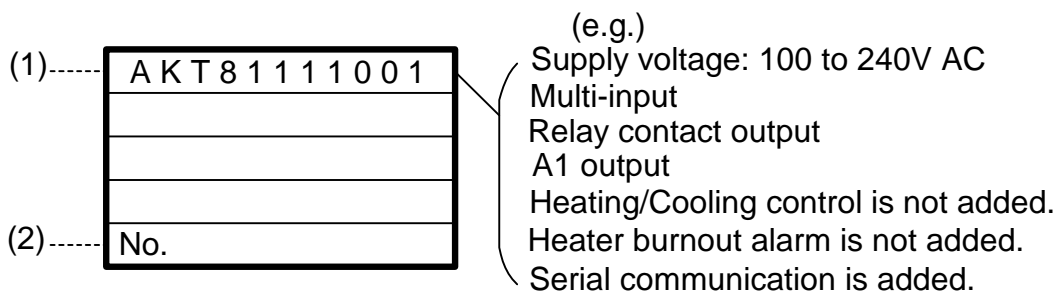 (e.g.)
(1) AKT81111001
Supply voltage: 100 to 240V AC
Multi-input
Relay contact output
A1 output
Heating/Cooling control is not added.
(2) No.
Heater burnout alarm is not added.
Serial communication is added.